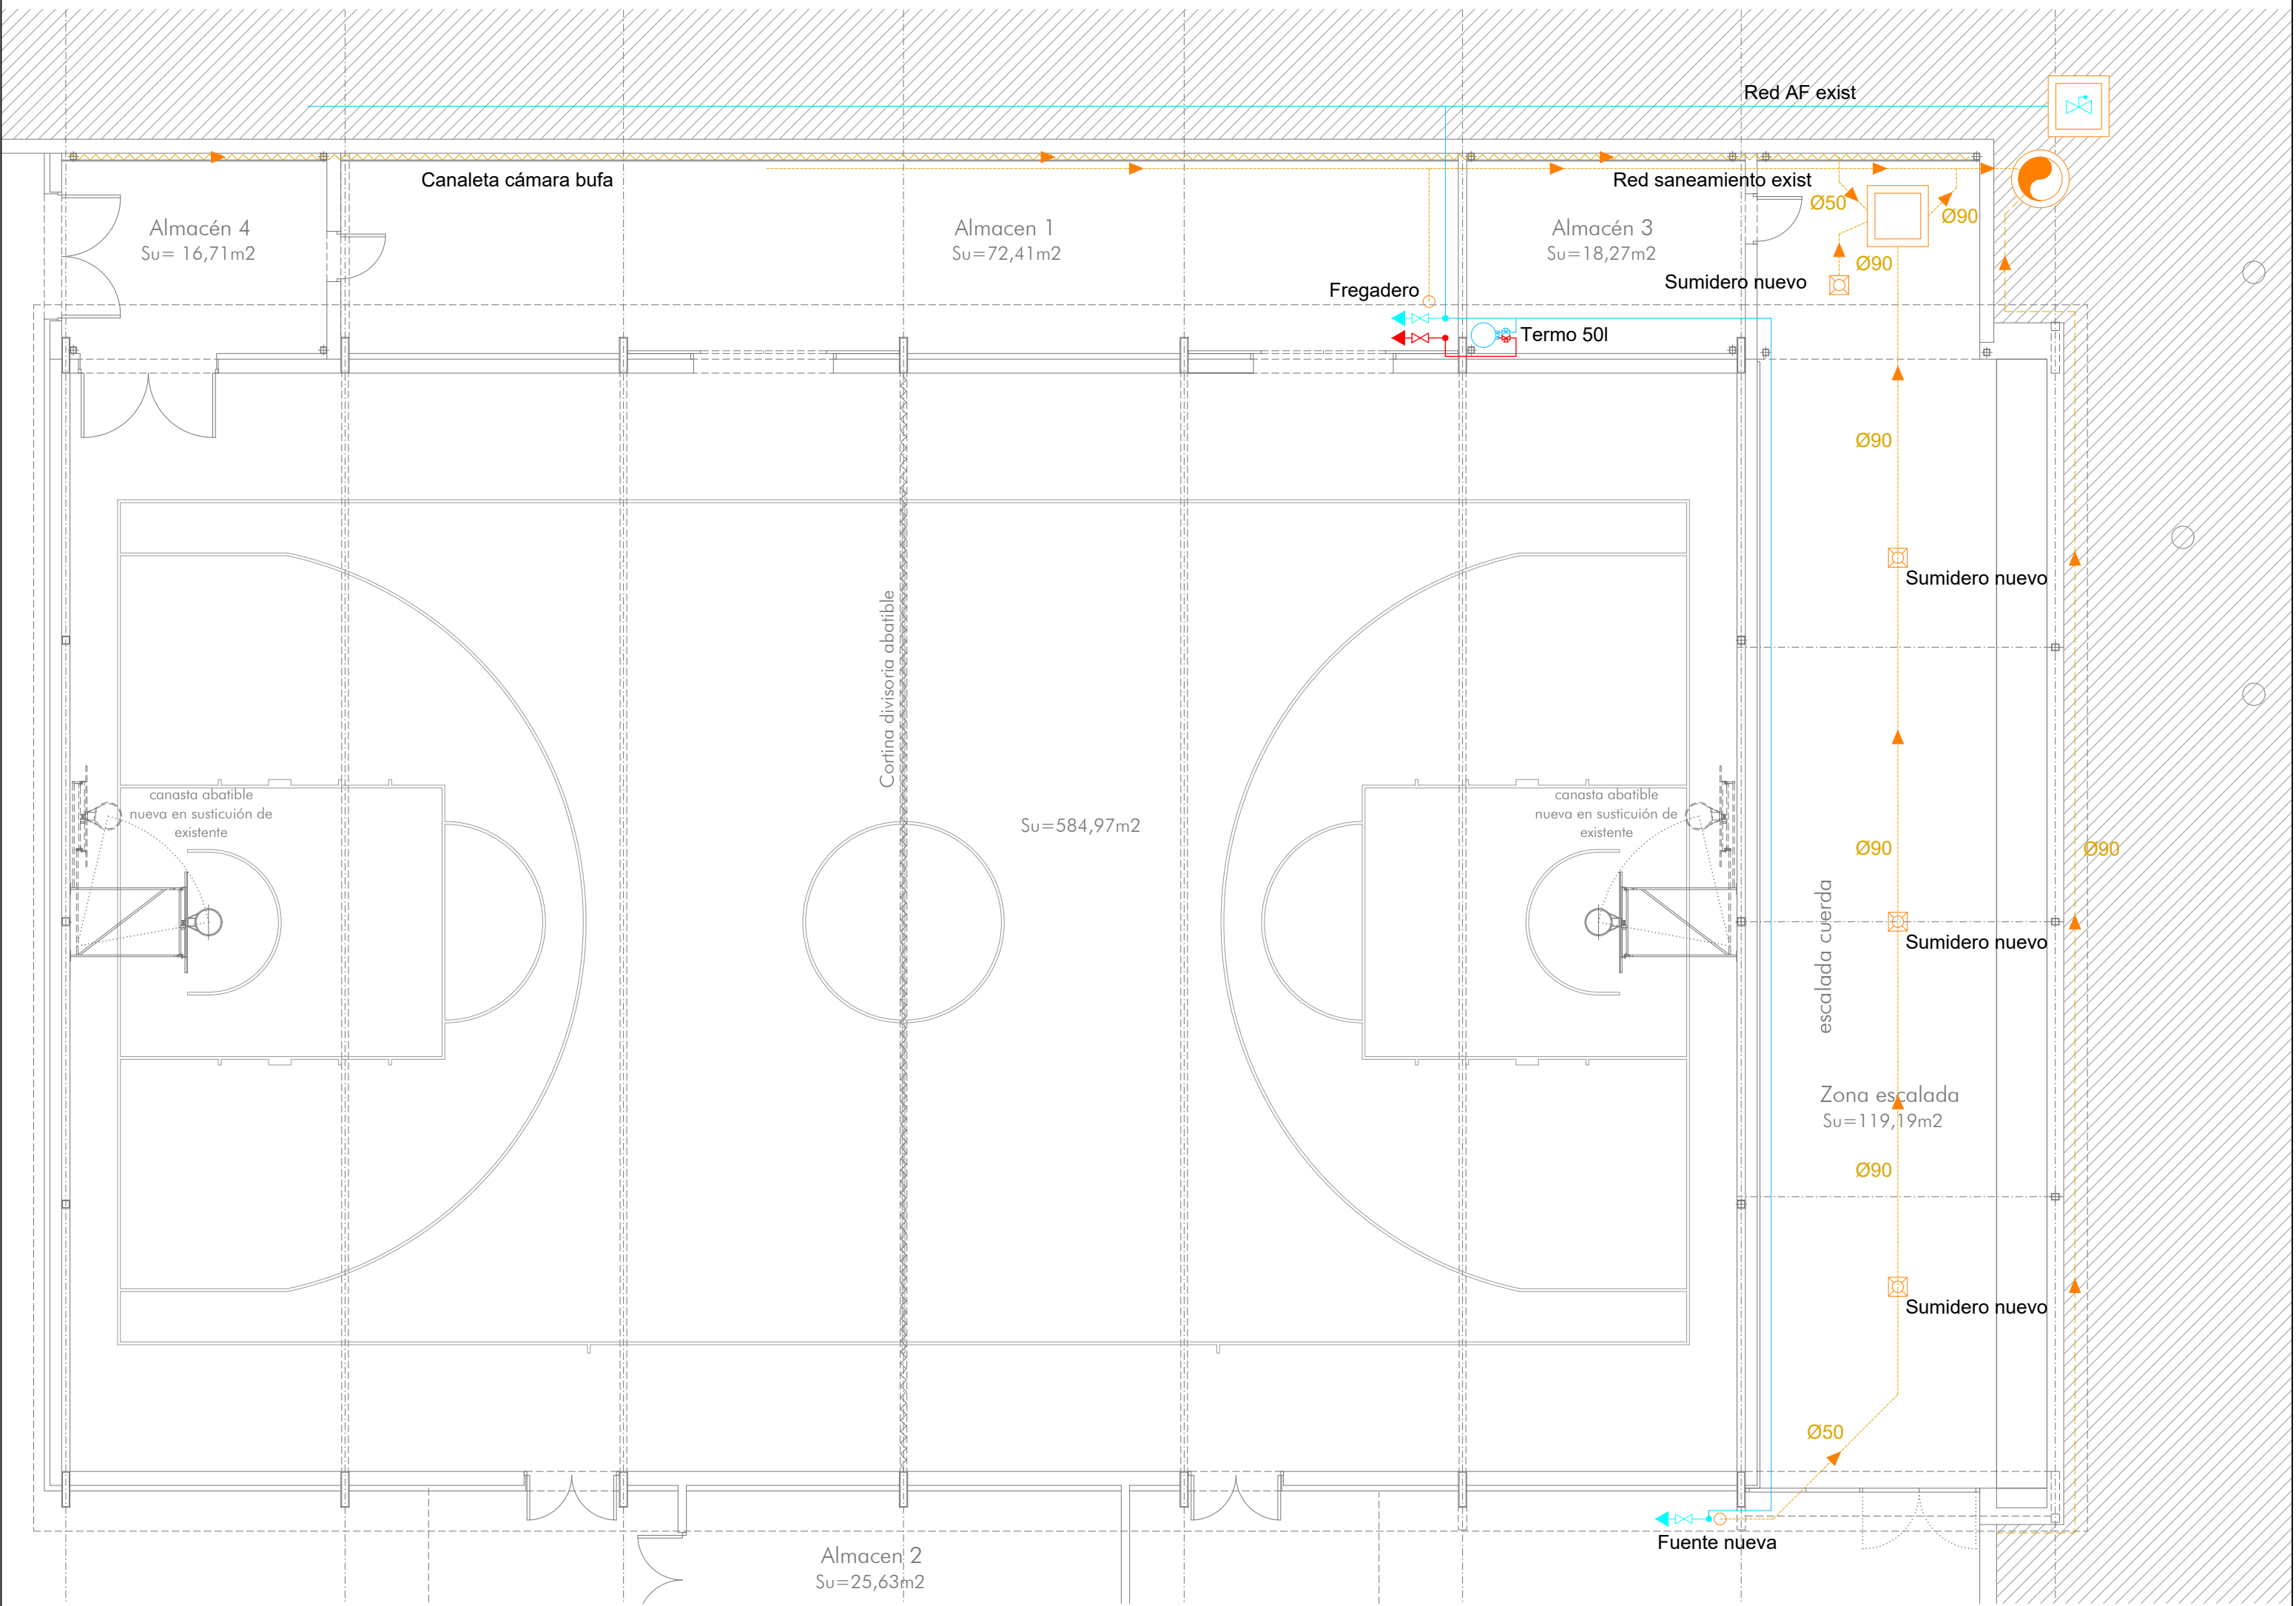 Red AF exist
Canaleta cámara bufa
Red saneamiento exist
Ø50
Ø90
Almacén 4
Su= 16,71m2
Almacen 1
Su=72,41m2
Almacén 3
Su=18,27m2
Ø90
Sumidero nuevo
Fregadero
Termo 50l
Ø90
Sumidero nuevo
Cortina divisoria abatible
canasta abatible
nueva en susticuión de
existente
Su=584,97m2
canasta abatible
nueva en susticuión de
existente
Ø90
Ø90
escalada cuerda
Sumidero nuevo
Zona escalada
Su=119,19m2
Ø90
Sumidero nuevo
Ø50
Fuente nueva
Almacen 2
Su=25,63m2